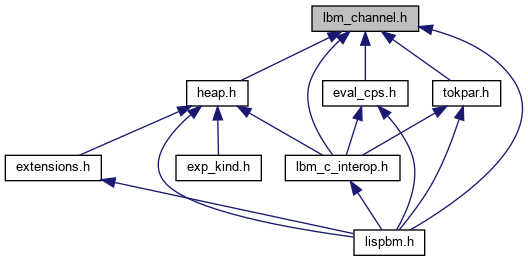 lbm_channel.h
heap.h
eval_cps.h
tokpar.h
extensions.h
exp_kind.h
lbm_c_interop.h
lispbm.h